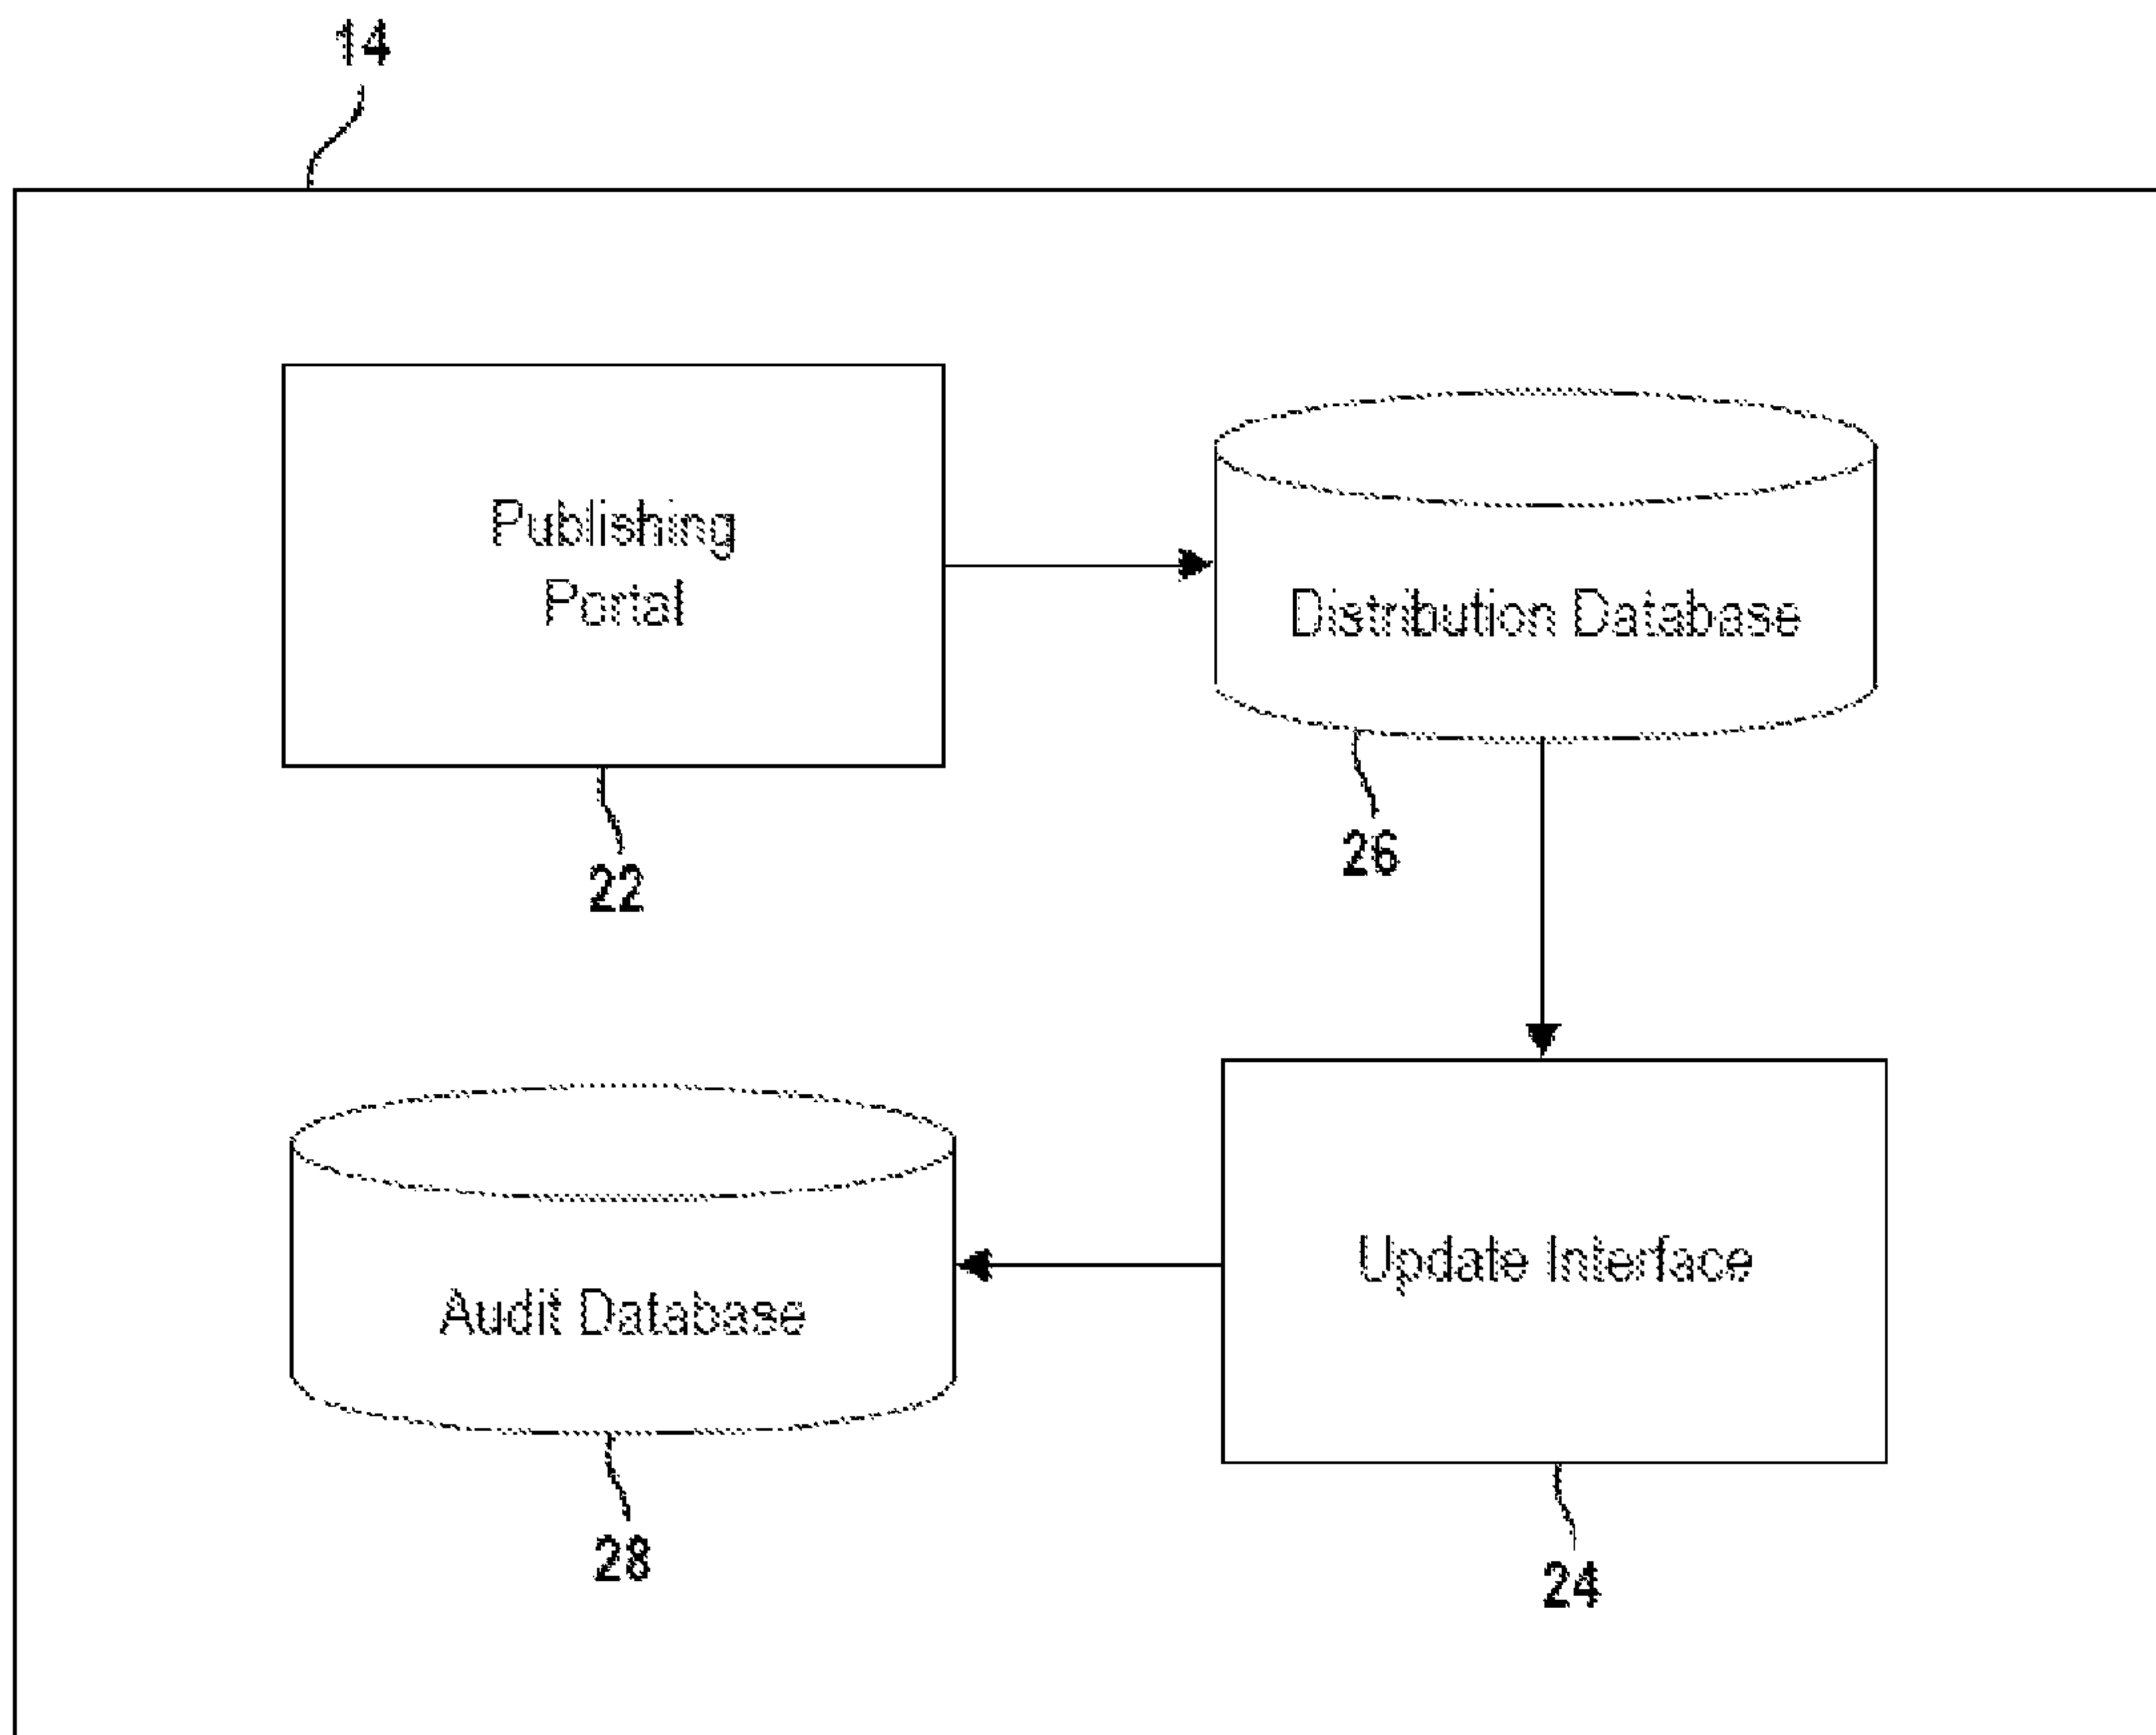 14
Publishing
Portal
Distribution Database
26
22
Update Interface
Audit Database
28
24